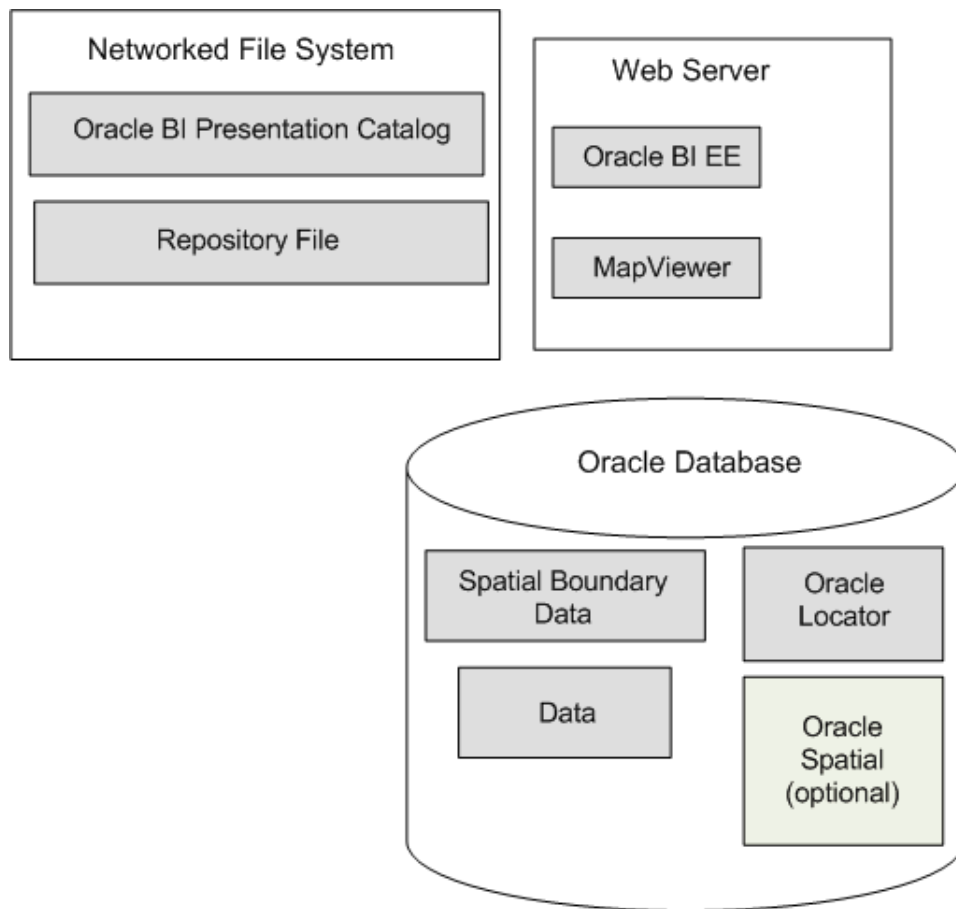 Networked File System
Oracle BI Presentation Catalog
Repository File
Web Server
Oracle BI EE
MapViewer
Oracle Database
Spatial Boundary
Data
Data
Oracle
Locator
Oracle
Spatial
(optional)